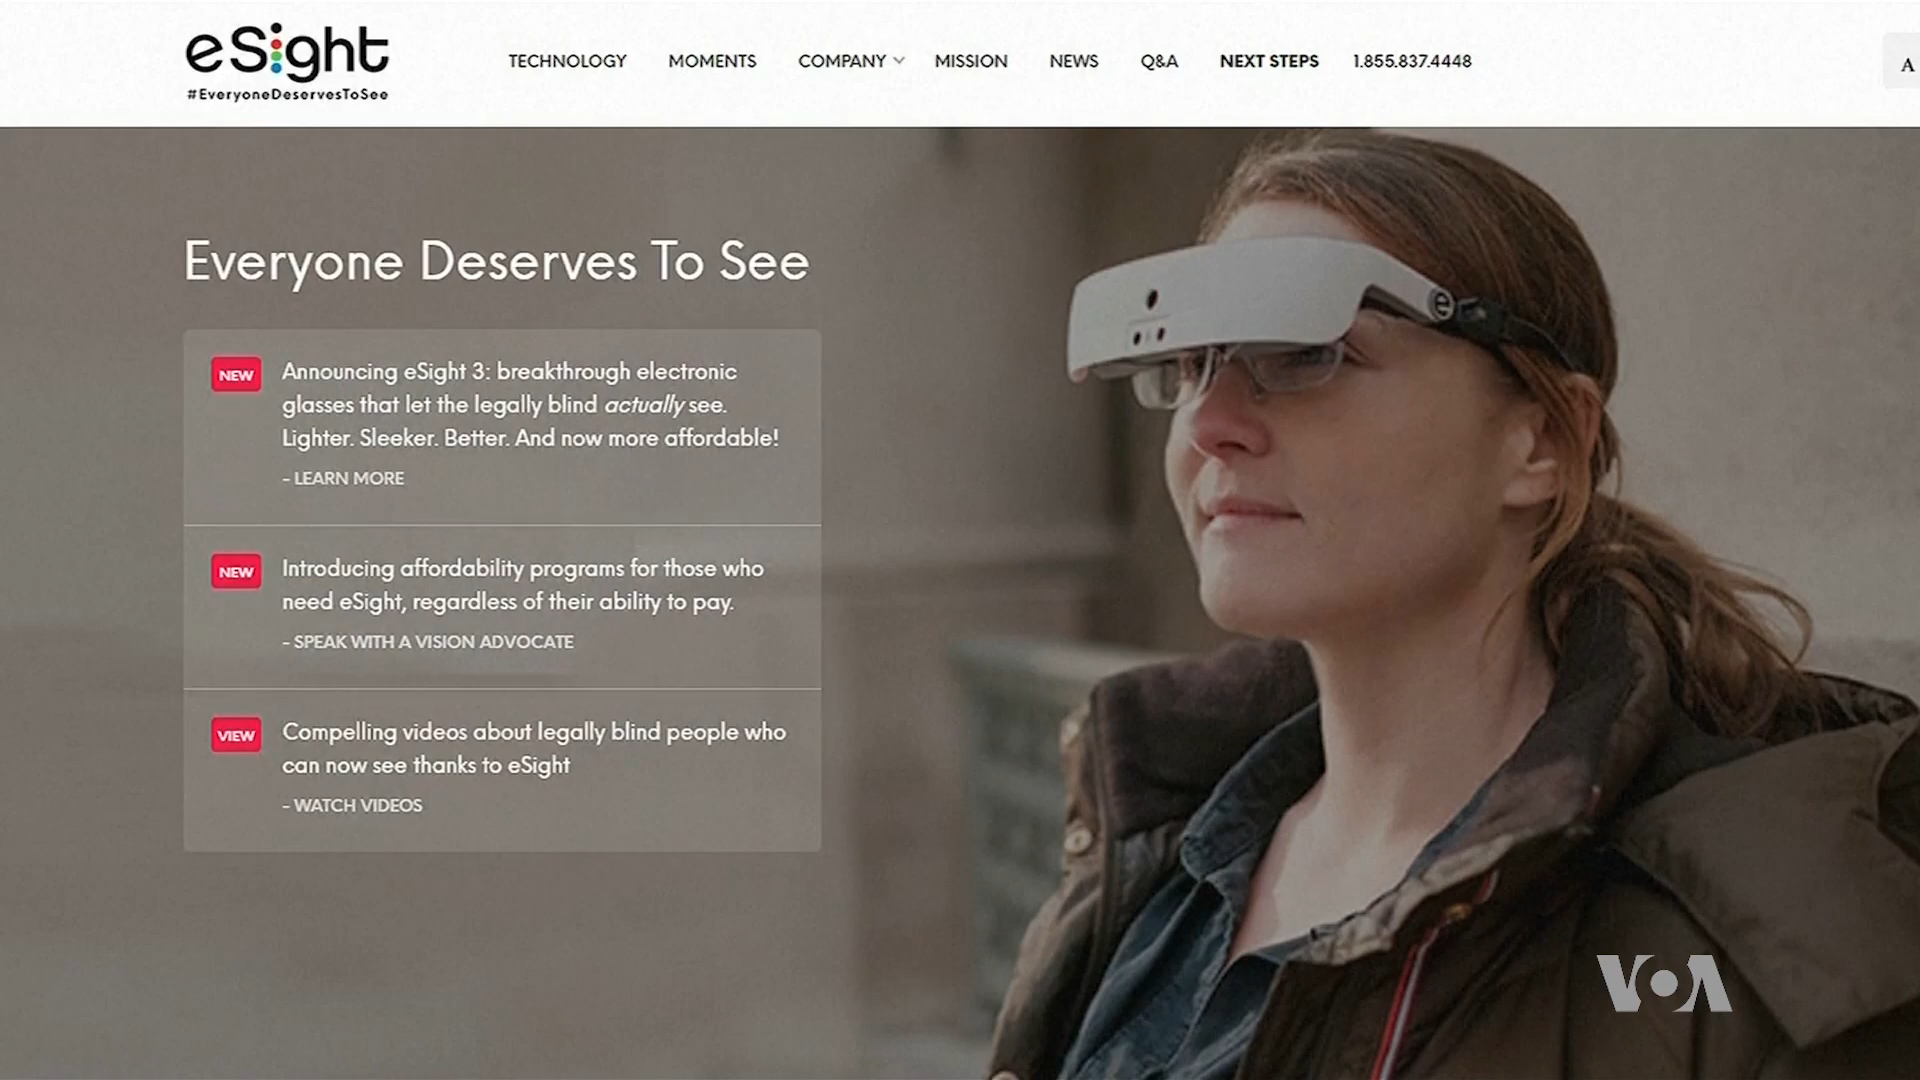 eSight
#EveryoneDeservesToSee
TECHNOLOGY MOMENTS COMPANY MISSION NEWS Q&A NEXT STEPS 1.855.837.4448
A
Everyone Deserves To See
NEW Announcing eSight 3: breakthrough electronic
glasses that let the legally blind actually see.
Lighter. Sleeker. Better. And now more affordable!
- LEARN MORE
NEW Introducing affordability programs for those who
need eSight, regardless of their ability to pay.
- SPEAK WITH A VISION ADVOCATE
VIEW Compelling videos about legally blind people who
can now see thanks to eSight
- WATCH VIDEOS
VOA